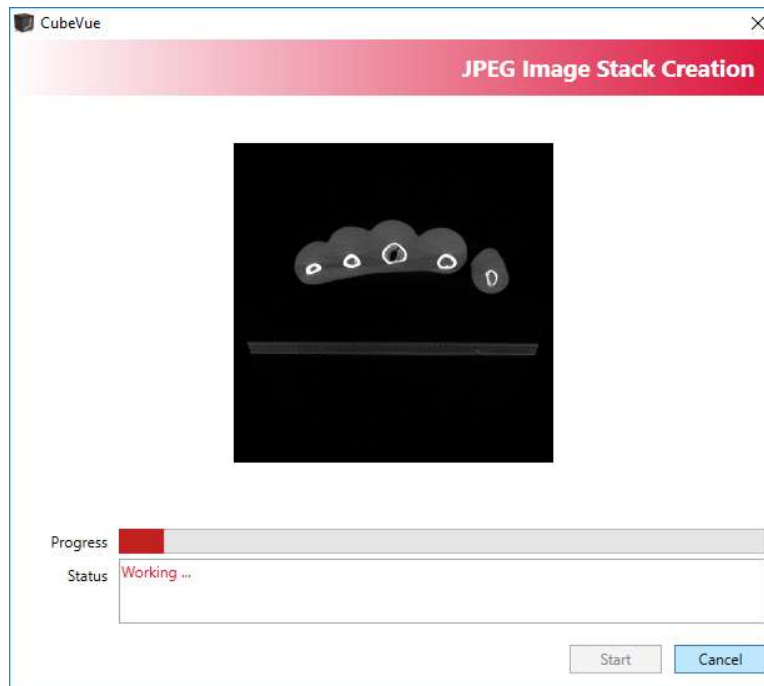 CubeVue
JPEG Image Stack Creation
Progress
Status
Working ...
Start
Cancel